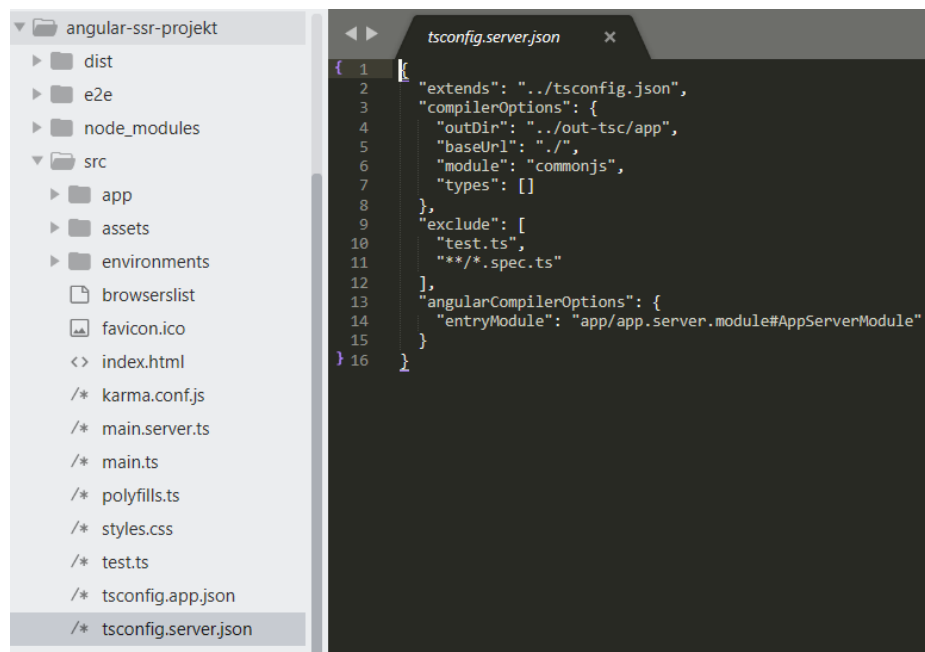 angular-ssr-projekt
dist
e2e
node_modules
src
app
assets
environments
browserslist
favicon.ico
<> index.html
/* karma.conf.js
/* main.server.ts
/* main.ts
/* polyfills.ts
/* styles.css
/* test.ts
/* tsconfig.app.json
/* tsconfig.server.json
tsconfig.server.json ×
{ 1 {
2 "extends": "../tsconfig.json",
3 "compilerOptions": {
4 "outDir": "../out-tsc/app",
5 "baseUrl": "./",
6 "module": "commonjs",
7 "types": []
8 },
9 "exclude": [
10 "test.ts",
11 "**/*.spec.ts"
12 ],
13 "angularCompilerOptions": {
14 "entryModule": "app/app.server.module#AppServerModule"
15 }
} 16 }